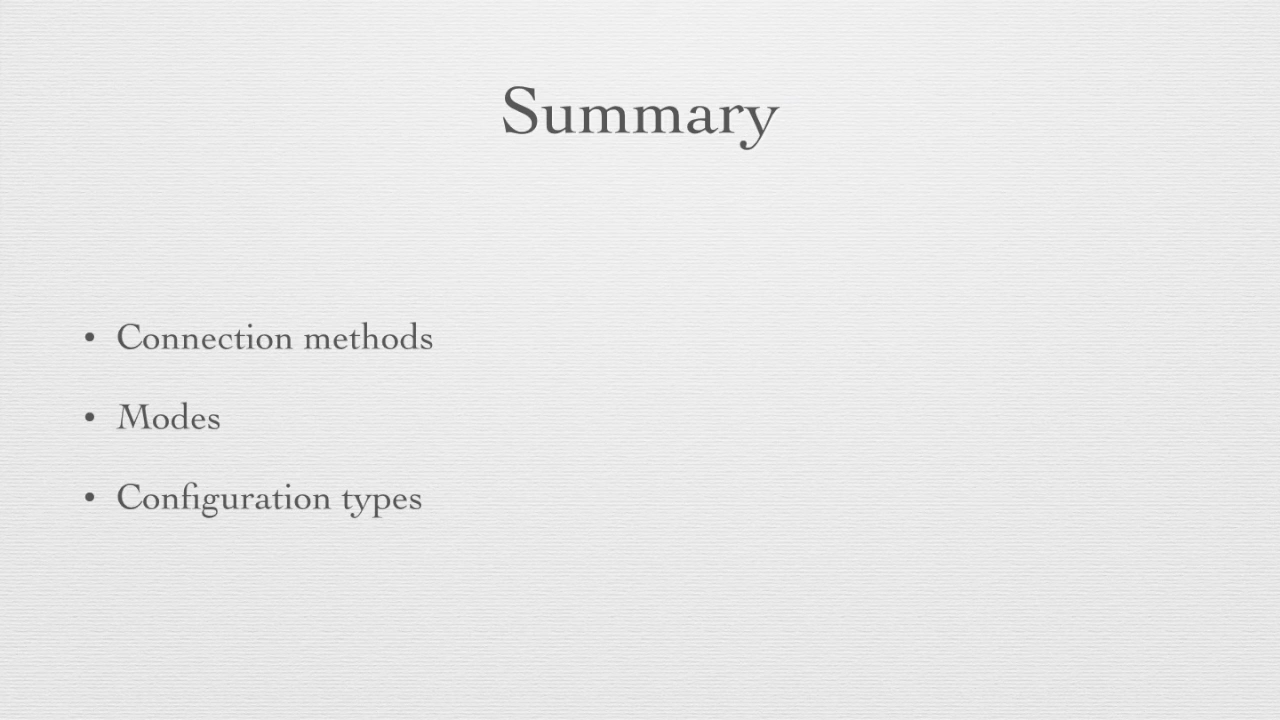 Summary
• Connection methods
• Modes
• Configuration types